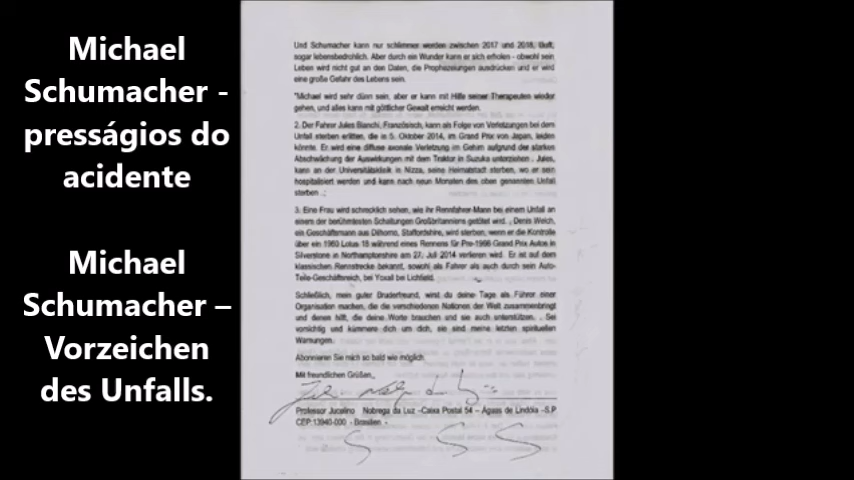 Michael
Schumacher -
presságios do
acidente
Michael
Schumacher –
Vorzeichen
des Unfalls.
Und Schumacher kann nur schlimmer werden zwischen 2017 und 2018, läuft,
sogar lebensbedrohlich. Aber durch ein Wunder kann er sich erholen - obwohl sein
Leben wird nicht gut an den Daten, die Prophezeiungen ausdrücken und er wird
eine große Gefahr des Lebens sein.
"Michael wird sehr dünn sein, aber er kann mit Hilfe seiner Therapeuten wieder
gehen, und alles kann mit göttlicher Gewalt erreicht werden.
2. Der Fahrer Jules Bianchi, Französisch, kann als Folge von Verletzungen bei dem
Unfall sterben erlitten, die in 5. Oktober 2014, im Grand Prix von Japan, leiden
könnte. Er wird eine diffuse axonale Verletzung im Gehirn aufgrund der starken
Abschwächung der Auswirkungen mit dem Traktor in Suzuka unterziehen . Jules,
kann an der Universitätsklinik in Nizza, seine Heimatstadt sterben, wo er sein
hospitalisiert werden und kann nach neun Monaten des oben genannten Unfall
sterben .;
3. Eine Frau wird schrecklich sehen, wie ihr Rennfahrer-Mann bei einem Unfall an
einem der berühmtesten Schaltungen Großbritanniens getötet wird. , Denis Welch,
ein Geschäftsmann aus Dilhorne, Staffordshire, wird sterben, wenn er die Kontrolle
über ein 1960 Lotus 18 während eines Rennens für Pre-1966 Grand Prix Autos in
Silverstone in Northamptonshire am 27. Juli 2014 verlieren wird. Er ist auf dem
klassischen Rennstrecke bekannt, sowohl als Fahrer als auch durch sein Auto-
Teile-Geschäftsreich, bei Yoxall bei Lichfield.
Schließlich, mein guter Bruderfreund, wirst du deine Tage als Führer einer
Organisation machen, die die verschiedenen Nationen der Welt zusammenbringt
und denen hilft, die deine Worte brauchen und sie auch unterstützen. . Sei
vorsichtig und kümmere dich um dich, sie sind meine letzten spirituellen
Warnungen.
Abonnieren Sie mich so bald wie möglich.
Mit freundlichen Grüßen,
Professor Jucelino Nobrega da Luz –Caixa Postal 54 – Águas de Lindóia –S.P
CEP:13940-000 - Brasilien -